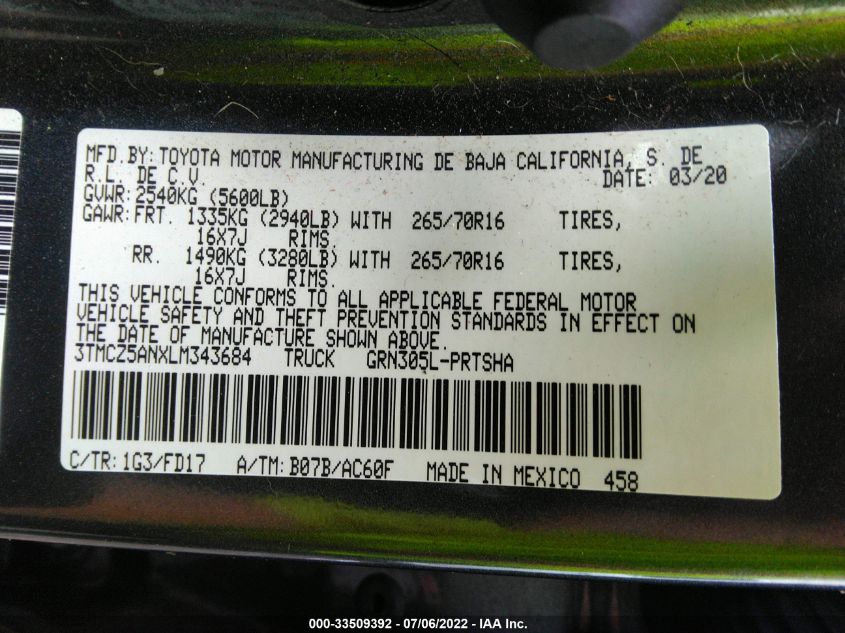 MFD.BY: TOYOTA MOTOR MANUFACTURING DE BAJA CALIFORNIA, S. DE
R.L. DE C.V. DATE: 03/20
GVWR: 2540KG (5600LB)
GAWR: FRT. 1335KG (2940LB) WITH 265/70R16 TIRES,
16X7J RIMS.
RR. 1490KG (3280LB) WITH 265/70R16 TIRES,
16X7J RIMS.
THIS VEHICLE CONFORMS TO ALL APPLICABLE FEDERAL MOTOR
VEHICLE SAFETY AND THEFT PREVENTION STANDARDS IN EFFECT ON
THE DATE OF MANUFACTURE SHOWN ABOVE.
3TMCZ5ANXLM343684 TRUCK GRN305L-PRTSHA
C/TR: 1G3/FD17 A/TM: B07B/AC60F MADE IN MEXICO 458
000-33509392 / 07/06/2022 - © IAA Inc.